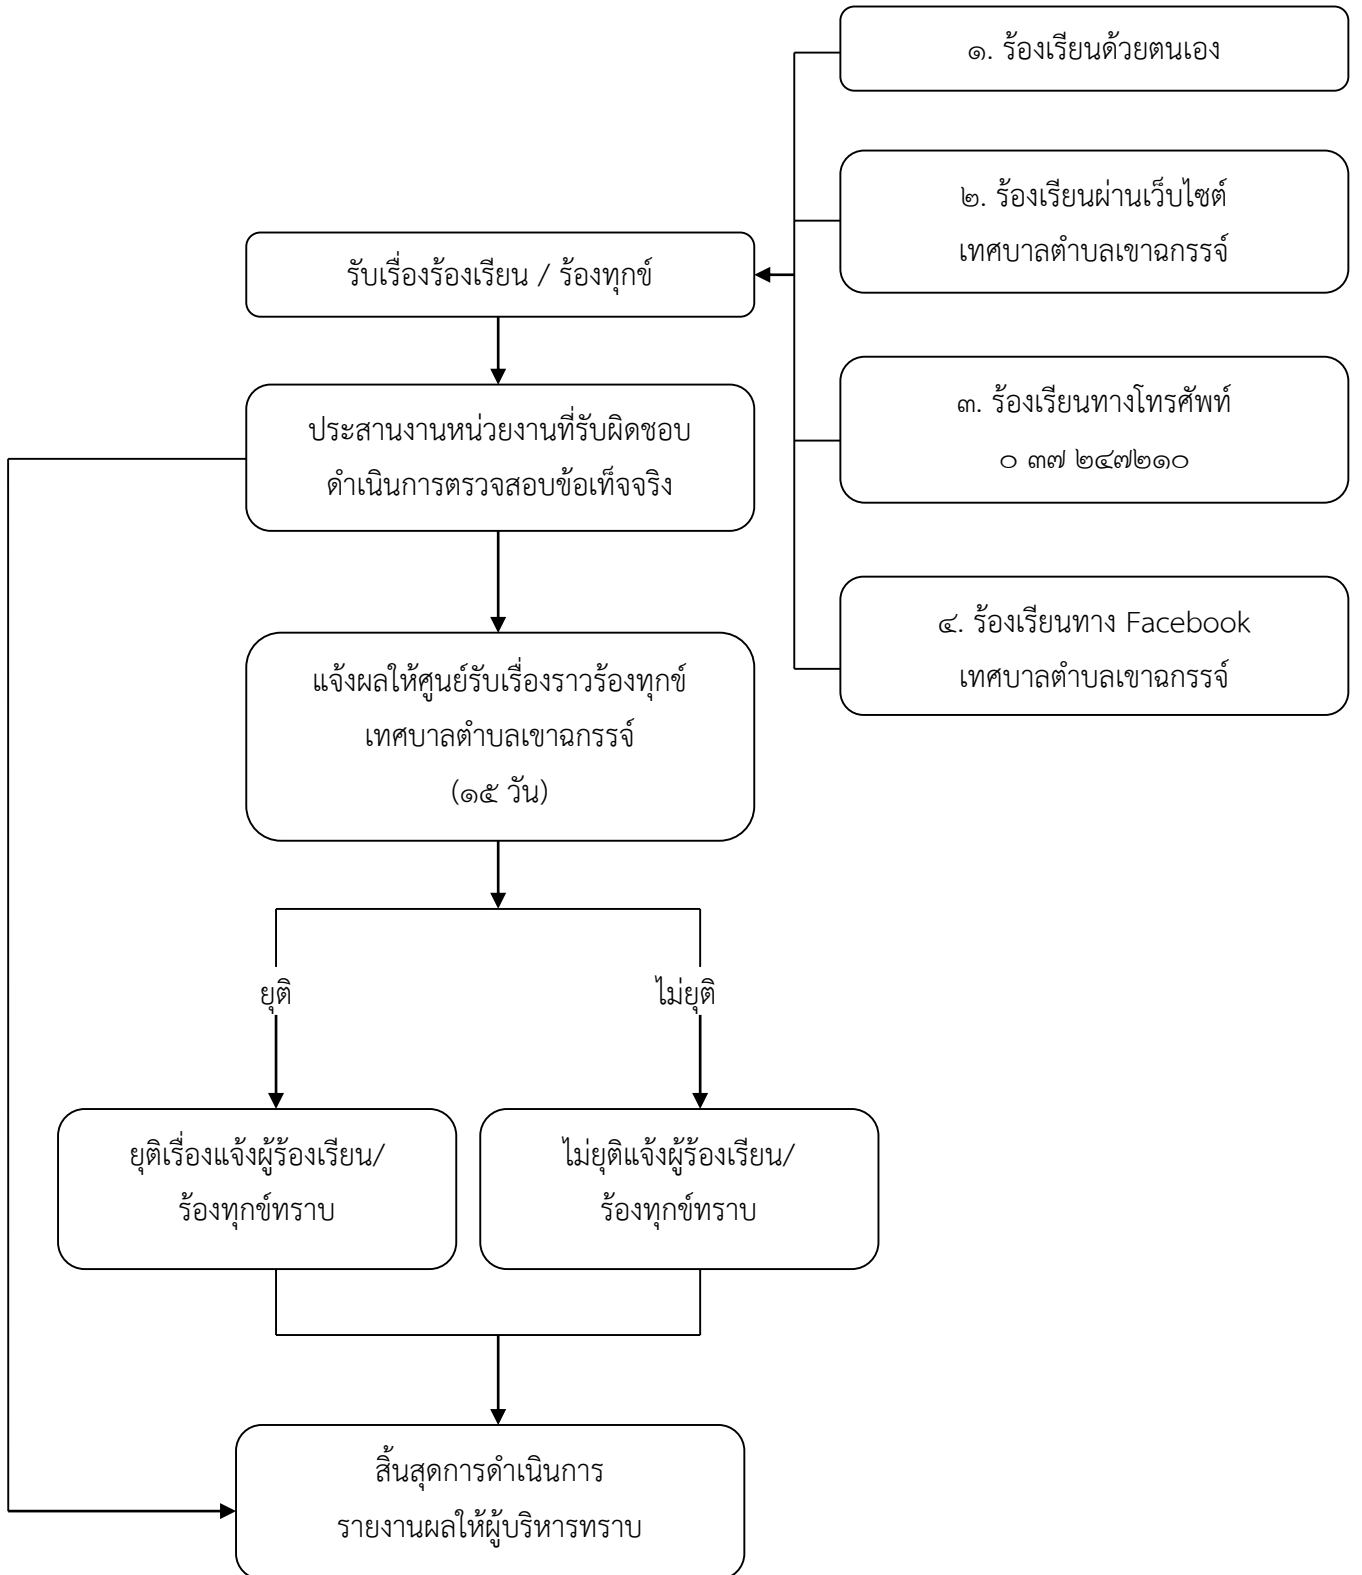 ๑. ร้องเรียนด้วยตนเอง
๒. ร้องเรียนผ่านเว็บไซต์
เทศบาลตำบลเขาฉกรรจ์
รับเรื่องร้องเรียน / ร้องทุกข์
๓. ร้องเรียนทางโทรศัพท์
๐ ๓๗ ๒๔๗๒๑๐
ประสานงานหน่วยงานที่รับผิดชอบ
ดำเนินการตรวจสอบข้อเท็จจริง
๔. ร้องเรียนทาง Facebook
เทศบาลตำบลเขาฉกรรจ์
แจ้งผลให้ศูนย์รับเรื่องราวร้องทุกข์
เทศบาลตำบลเขาฉกรรจ์
(๑๕ วัน)
ยุติ
ไม่ยุติ
ยุติเรื่องแจ้งผู้ร้องเรียน/
ร้องทุกข์ทราบ
ไม่ยุติแจ้งผู้ร้องเรียน/
ร้องทุกข์ทราบ
สิ้นสุดการดำเนินการ
รายงานผลให้ผู้บริหารทราบ